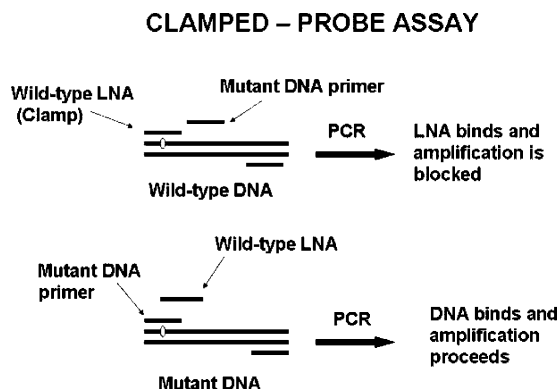 CLAMPED – PROBE ASSAY
Mutant DNA primer
Wild-type LNA
(Clamp)
PCR
LNA binds and
amplification is
blocked
Wild-type DNA
Wild-type LNA
Mutant DNA
primer
PCR
DNA binds and
amplification
proceeds
Mutant DNA